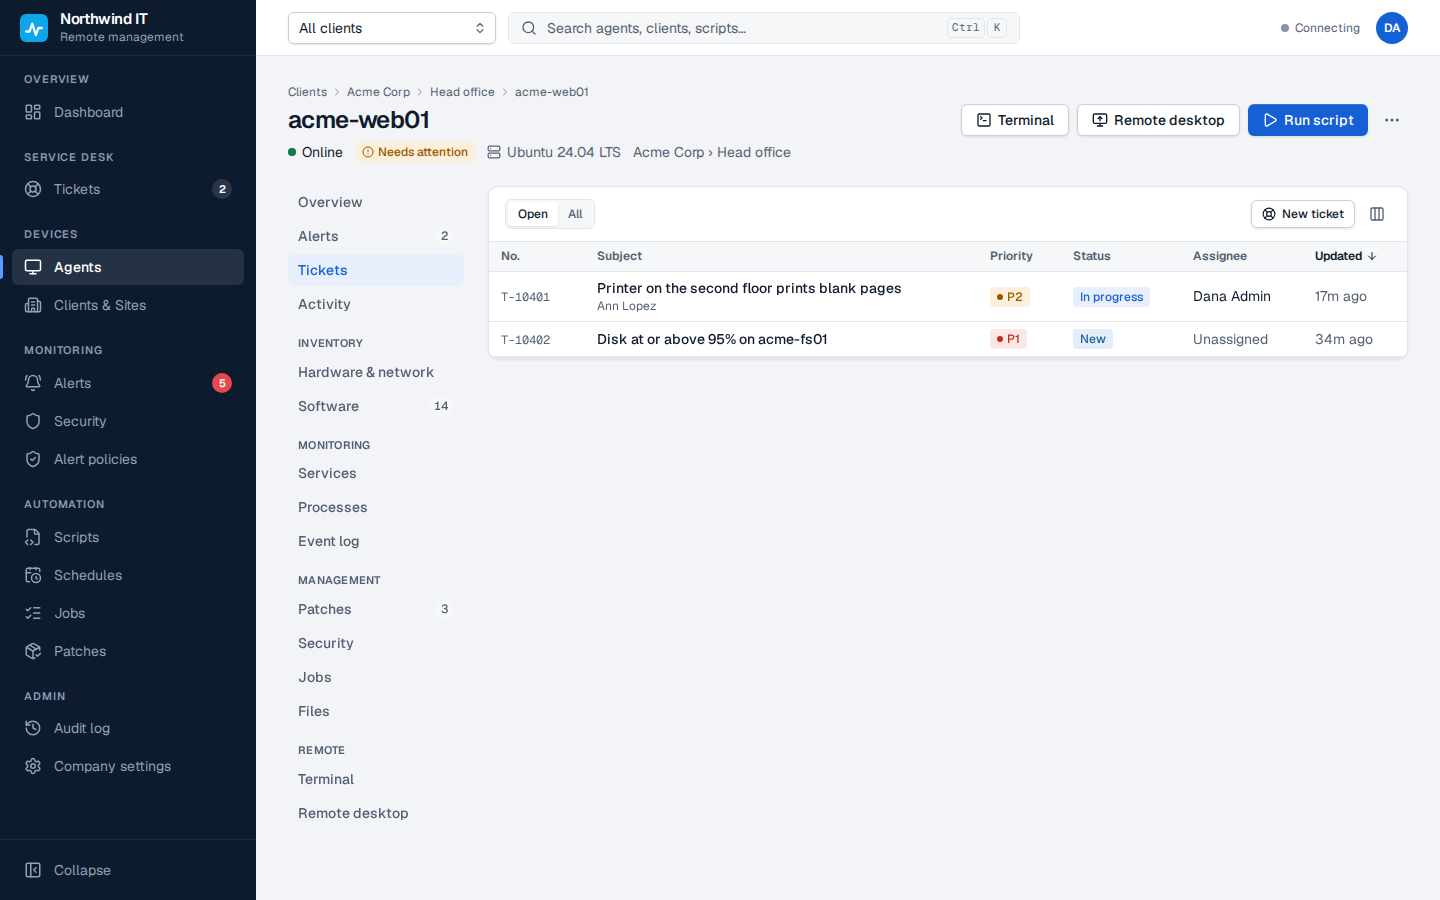 Northwind IT
Remote management
OVERVIEW
Dashboard
SERVICE DESK
Tickets 2
DEVICES
Agents
Clients & Sites
MONITORING
Alerts 5
Security
Alert policies
AUTOMATION
Scripts
Schedules
Jobs
Patches
ADMIN
Audit log
Company settings
Collapse
All clients
Search agents, clients, scripts...
Ctrl K
Connecting
DA
Clients > Acme Corp > Head office > acme-web01
acme-web01
Terminal
Remote desktop
Run script
Online
Needs attention
Ubuntu 24.04 LTS
Acme Corp › Head office
Overview
Alerts 2
Tickets
Activity
INVENTORY
Hardware & network
Software 14
MONITORING
Services
Processes
Event log
MANAGEMENT
Patches 3
Security
Jobs
Files
REMOTE
Terminal
Remote desktop
Open All
New ticket
No. Subject Priority Status Assignee Updated ↓
T-10401 Printer on the second floor prints blank pages P2 In progress Dana Admin 17m ago
Ann Lopez
T-10402 Disk at or above 95% on acme-fs01 P1 New Unassigned 34m ago